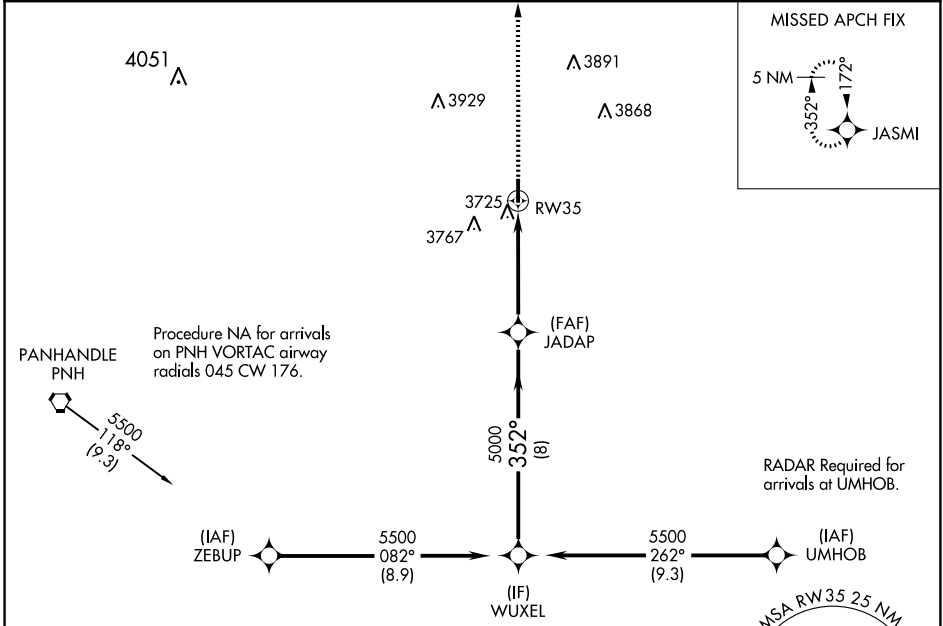 MISSED APCH FIX
4051
3891
5 NM
172°
3929
3868
352°
JASMI
3725
RW35
3767
(FAF)
JADAP
Procedure NA for arrivals
on PNH VORTAC airway
radials 045 CW 176.
PANHANDLE
PNH
5500
118°
(9.3)
5000
352°
(8)
RADAR Required for
arrivals at UMHOB.
(IAF)
ZEBUP
5500
082°
(8.9)
5500
262°
(9.3)
(IAF)
UMHOB
(IF)
WUXEL
MSA RW35 25 NM